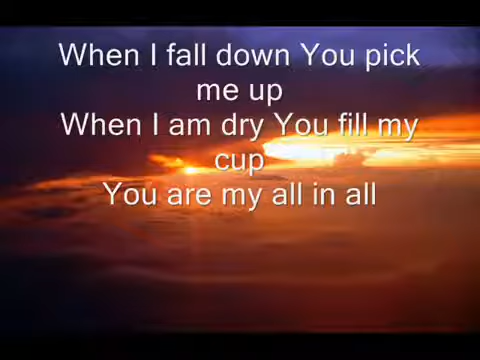 When I fall down You pick
me up
When I am dry You fill my
cup
You are my all in all